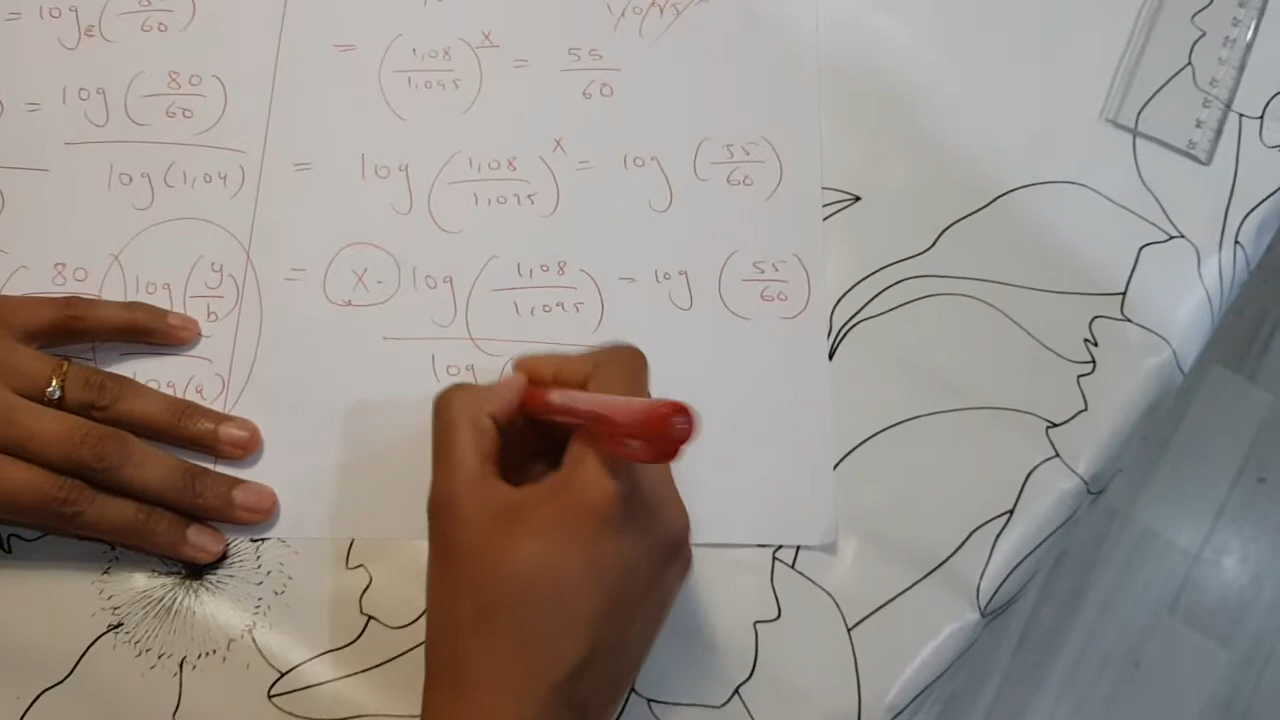 = log_e(80/60)
= log(80/60) / log(1,04)
80
log(y/b) / log(a)
= (1,08/1,095)^x = 55/60
= log(1,08/1,095)^x = log(55/60)
= x· log(1,08/1,095) = log(55/60)
log (